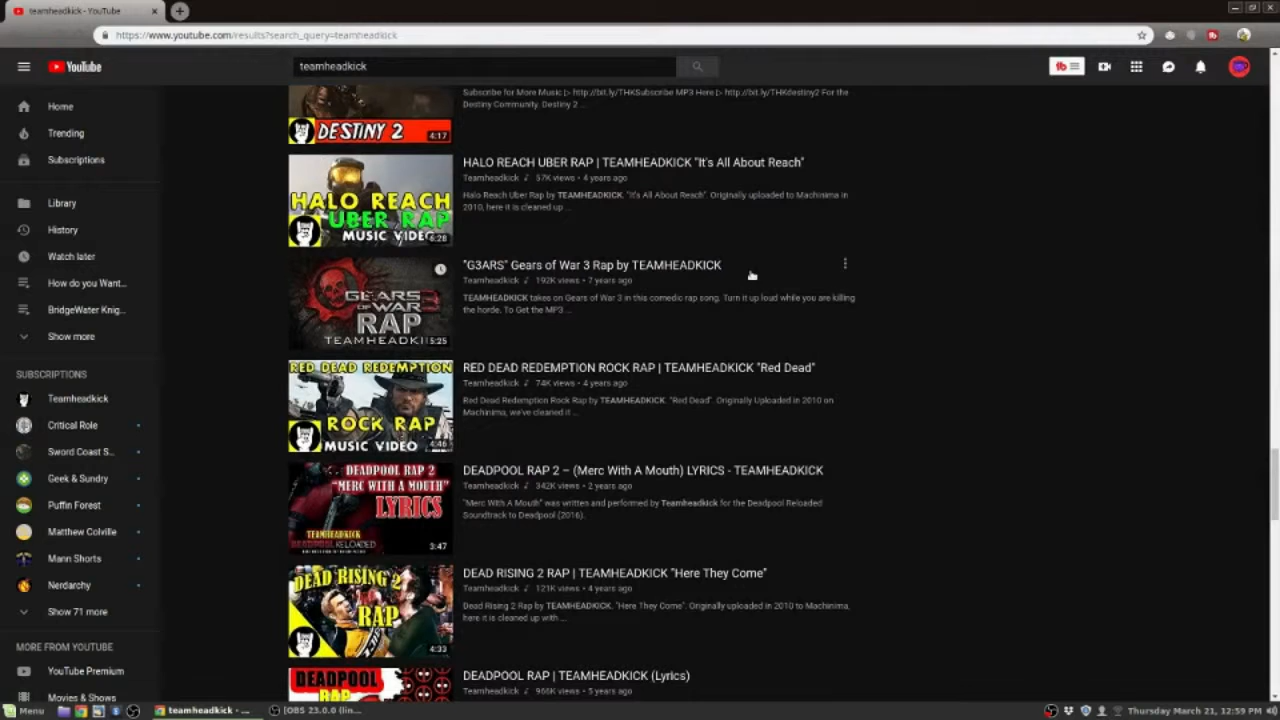 teamheadkick - YouTube
https://www.youtube.com/results?search_query=teamheadkick
YouTube
teamheadkick
Home
Trending
Subscriptions
Library
History
Watch later
How do you Want...
BridgeWater Knig...
Show more
SUBSCRIPTIONS
Teamheadkick
Critical Role
Sword Coast S...
Geek & Sundry
Puffin Forest
Matthew Colville
Mann Shorts
Nerdarchy
Show 71 more
MORE FROM YOUTUBE
YouTube Premium
Movies & Shows
DESTINY 2
4:17
Subscribe for More Music ▷ http://bit.ly/THKSubscribe MP3 Here ▷ http://bit.ly/THKdestiny2 For the
Destiny Community. Destiny 2 ...
HALO REACH
UBER RAP
MUSIC VIDEO
6:28
HALO REACH UBER RAP | TEAMHEADKICK "It's All About Reach"
Teamheadkick ♪ 57K views • 4 years ago
Halo Reach Uber Rap by TEAMHEADKICK. "It's All About Reach". Originally uploaded to Machinima in
2010, here it is cleaned up ...
GEARS
OF WAR 3
RAP
TEAMHEADKI
5:25
"G3ARS" Gears of War 3 Rap by TEAMHEADKICK
Teamheadkick ♪ 192K views • 7 years ago
TEAMHEADKICK takes on Gears of War 3 in this comedic rap song. Turn it up loud while you are killing
the horde. To Get the MP3 ...
RED DEAD REDEMPTION
ROCK RAP
MUSIC VIDEO
4:46
RED DEAD REDEMPTION ROCK RAP | TEAMHEADKICK "Red Dead"
Teamheadkick ♪ 74K views • 4 years ago
Red Dead Redemption Rock Rap by TEAMHEADKICK. "Red Dead". Originally Uploaded in 2010 on
Machinima, we've cleaned it ...
DEADPOOL RAP 2
"MERC WITH A MOUTH"
LYRICS
TEAMHEADKICK
DEADPOOL RELOADED
3:47
DEADPOOL RAP 2 – (Merc With A Mouth) LYRICS - TEAMHEADKICK
Teamheadkick ♪ 342K views • 2 years ago
"Merc With A Mouth" was written and performed by Teamheadkick for the Deadpool Reloaded
Soundtrack to Deadpool (2016).
DEAD RISING 2
RAP
4:33
DEAD RISING 2 RAP | TEAMHEADKICK "Here They Come"
Teamheadkick ♪ 121K views • 4 years ago
Dead Rising 2 Rap by TEAMHEADKICK. "Here They Come". Originally uploaded in 2010 to Machinima,
here it is cleaned up with ...
DEADPOOL
RAP
DEADPOOL RAP | TEAMHEADKICK (Lyrics)
Teamheadkick ♪ 966K views • 5 years ago
Menu
teamheadkick - ...
[OBS 23.0.0 (lin...
Thursday March 21, 12:59 PM